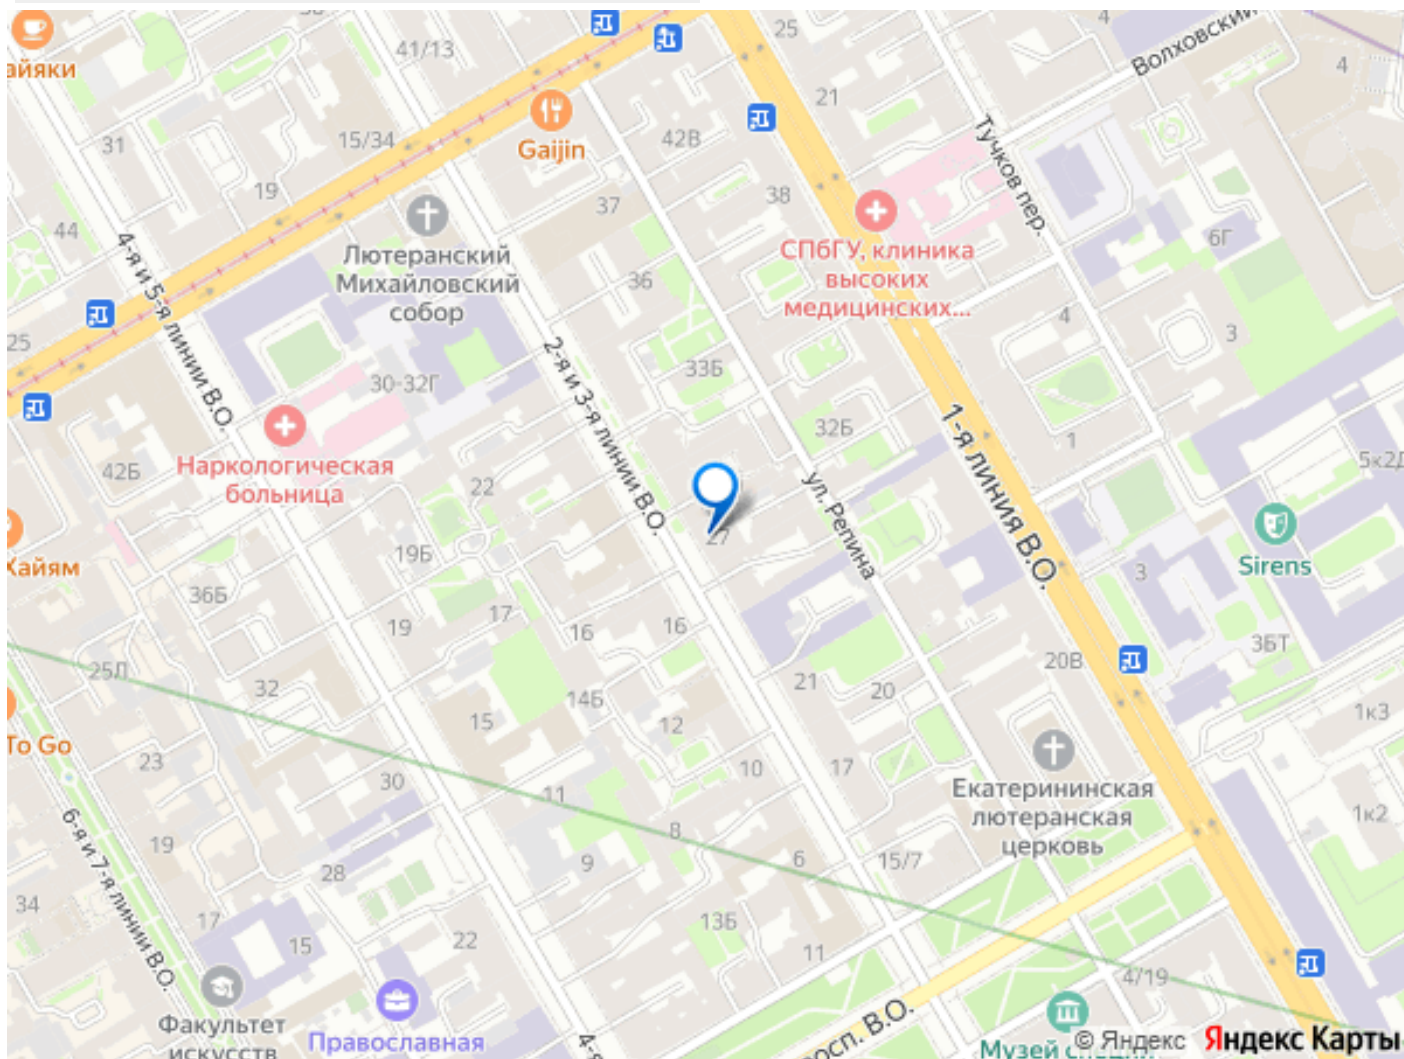 айяки
41/13
25
4
Волховский
4
31
15/34
Gaijin
42В
21
Тучков пер.
19
37
38
44
Лютеранский
Михайловский
собор
СПбГУ, клиника
высоких
медицинских...
6Г
4-я и 5-я линии В.О.
36
25
4
3
30-32Г
2-я и 3-я линии В.О.
33Б
32Б
1-я линия В.О.
1
42Б
Наркологическая
больница
22
5к2Д
ул. Репина
27
Хайям
19Б
Sirens
36Б
3
17
19
16
16
3БТ
25Л
32
14Б
21
20
20В
15
12
1к3
To Go
23
30
10
17
Екатерининская
лютеранская
церковь
11
6-я и 7-я линии В.О.
19
8
9
6
15/7
1к2
28
34
17
15
22
13Б
11
4/19
Факультет
искусств
Православная
4-я
просп. В.О.
© Яндекс
Яндекс Карты